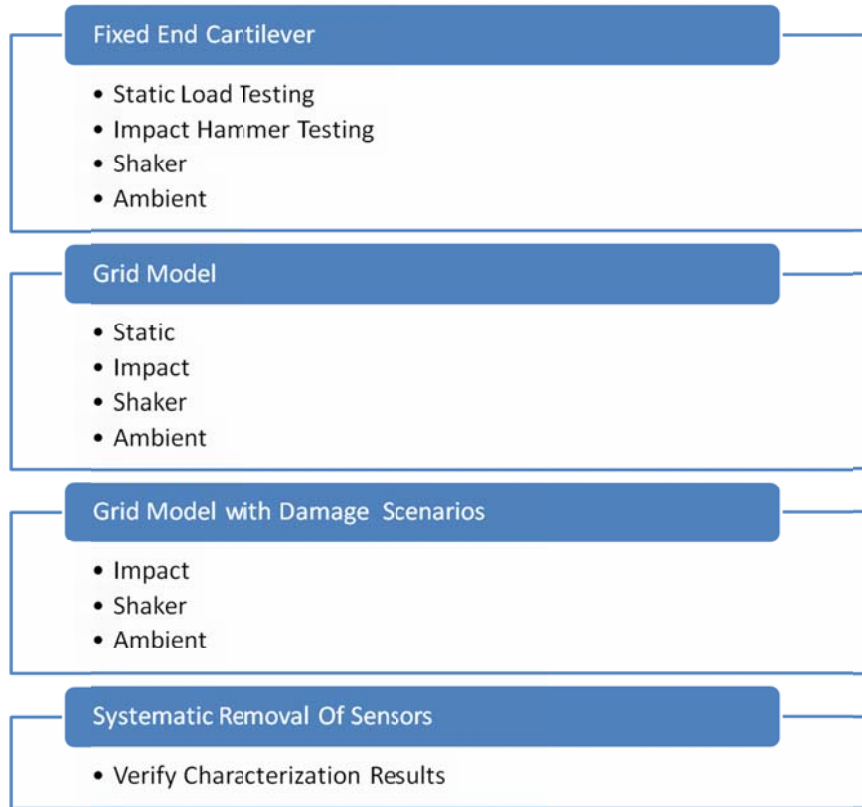 Fixed End Cartilever
• Static Load Testing
• Impact Hammer Testing
• Shaker
• Ambient
Grid Model
• Static
• Impact
• Shaker
• Ambient
Grid Model with Damage Scenarios
• Impact
• Shaker
• Ambient
Systematic Removal Of Sensors
• Verify Characterization Results